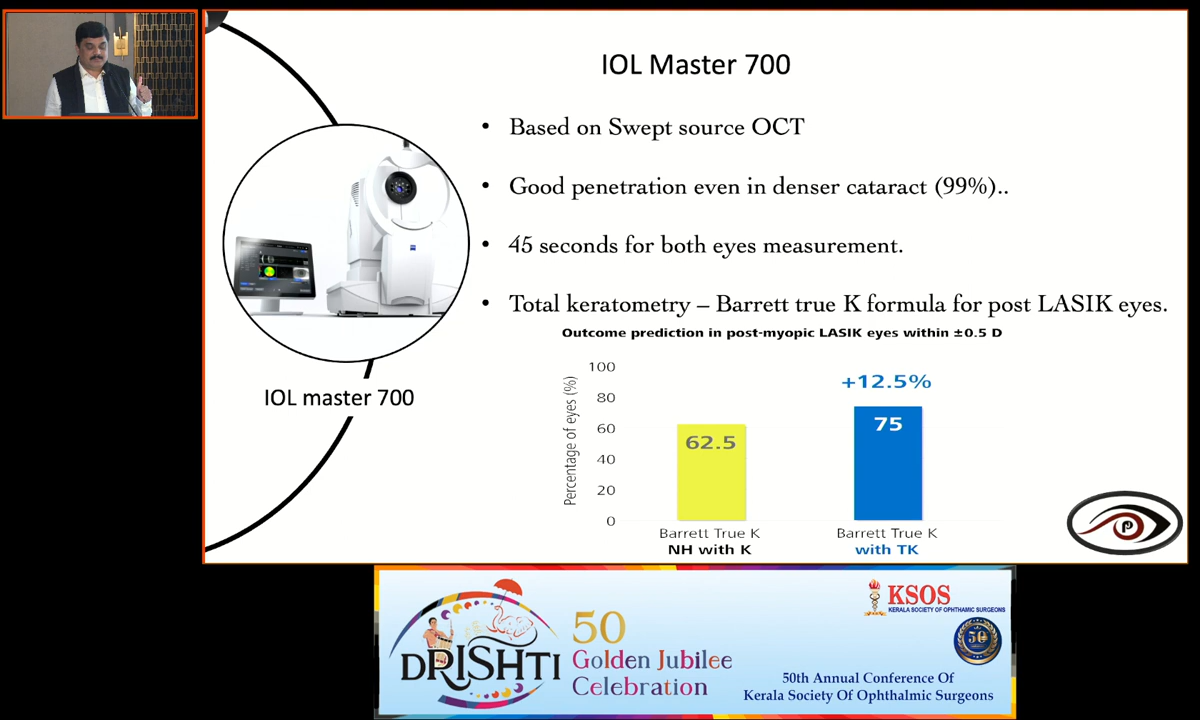 IOL Master 700
• Based on Swept source OCT
• Good penetration even in denser cataract (99%)..
• 45 seconds for both eyes measurement.
• Total keratometry – Barrett true K formula for post LASIK eyes.
IOL master 700
Outcome prediction in post-myopic LASIK eyes within ±0.5 D
Percentage of eyes (%)
100
80
60
40
20
0
62.5
+12.5%
75
Barrett True K
NH with K
Barrett True K
with TK
P
DRISHTI
50
Golden Jubilee
Celebration
KSOS
KERALA SOCIETY OF OPHTHAMIC SURGEONS
50
50th Annual Conference Of
Kerala Society Of Ophthalmic Surgeons